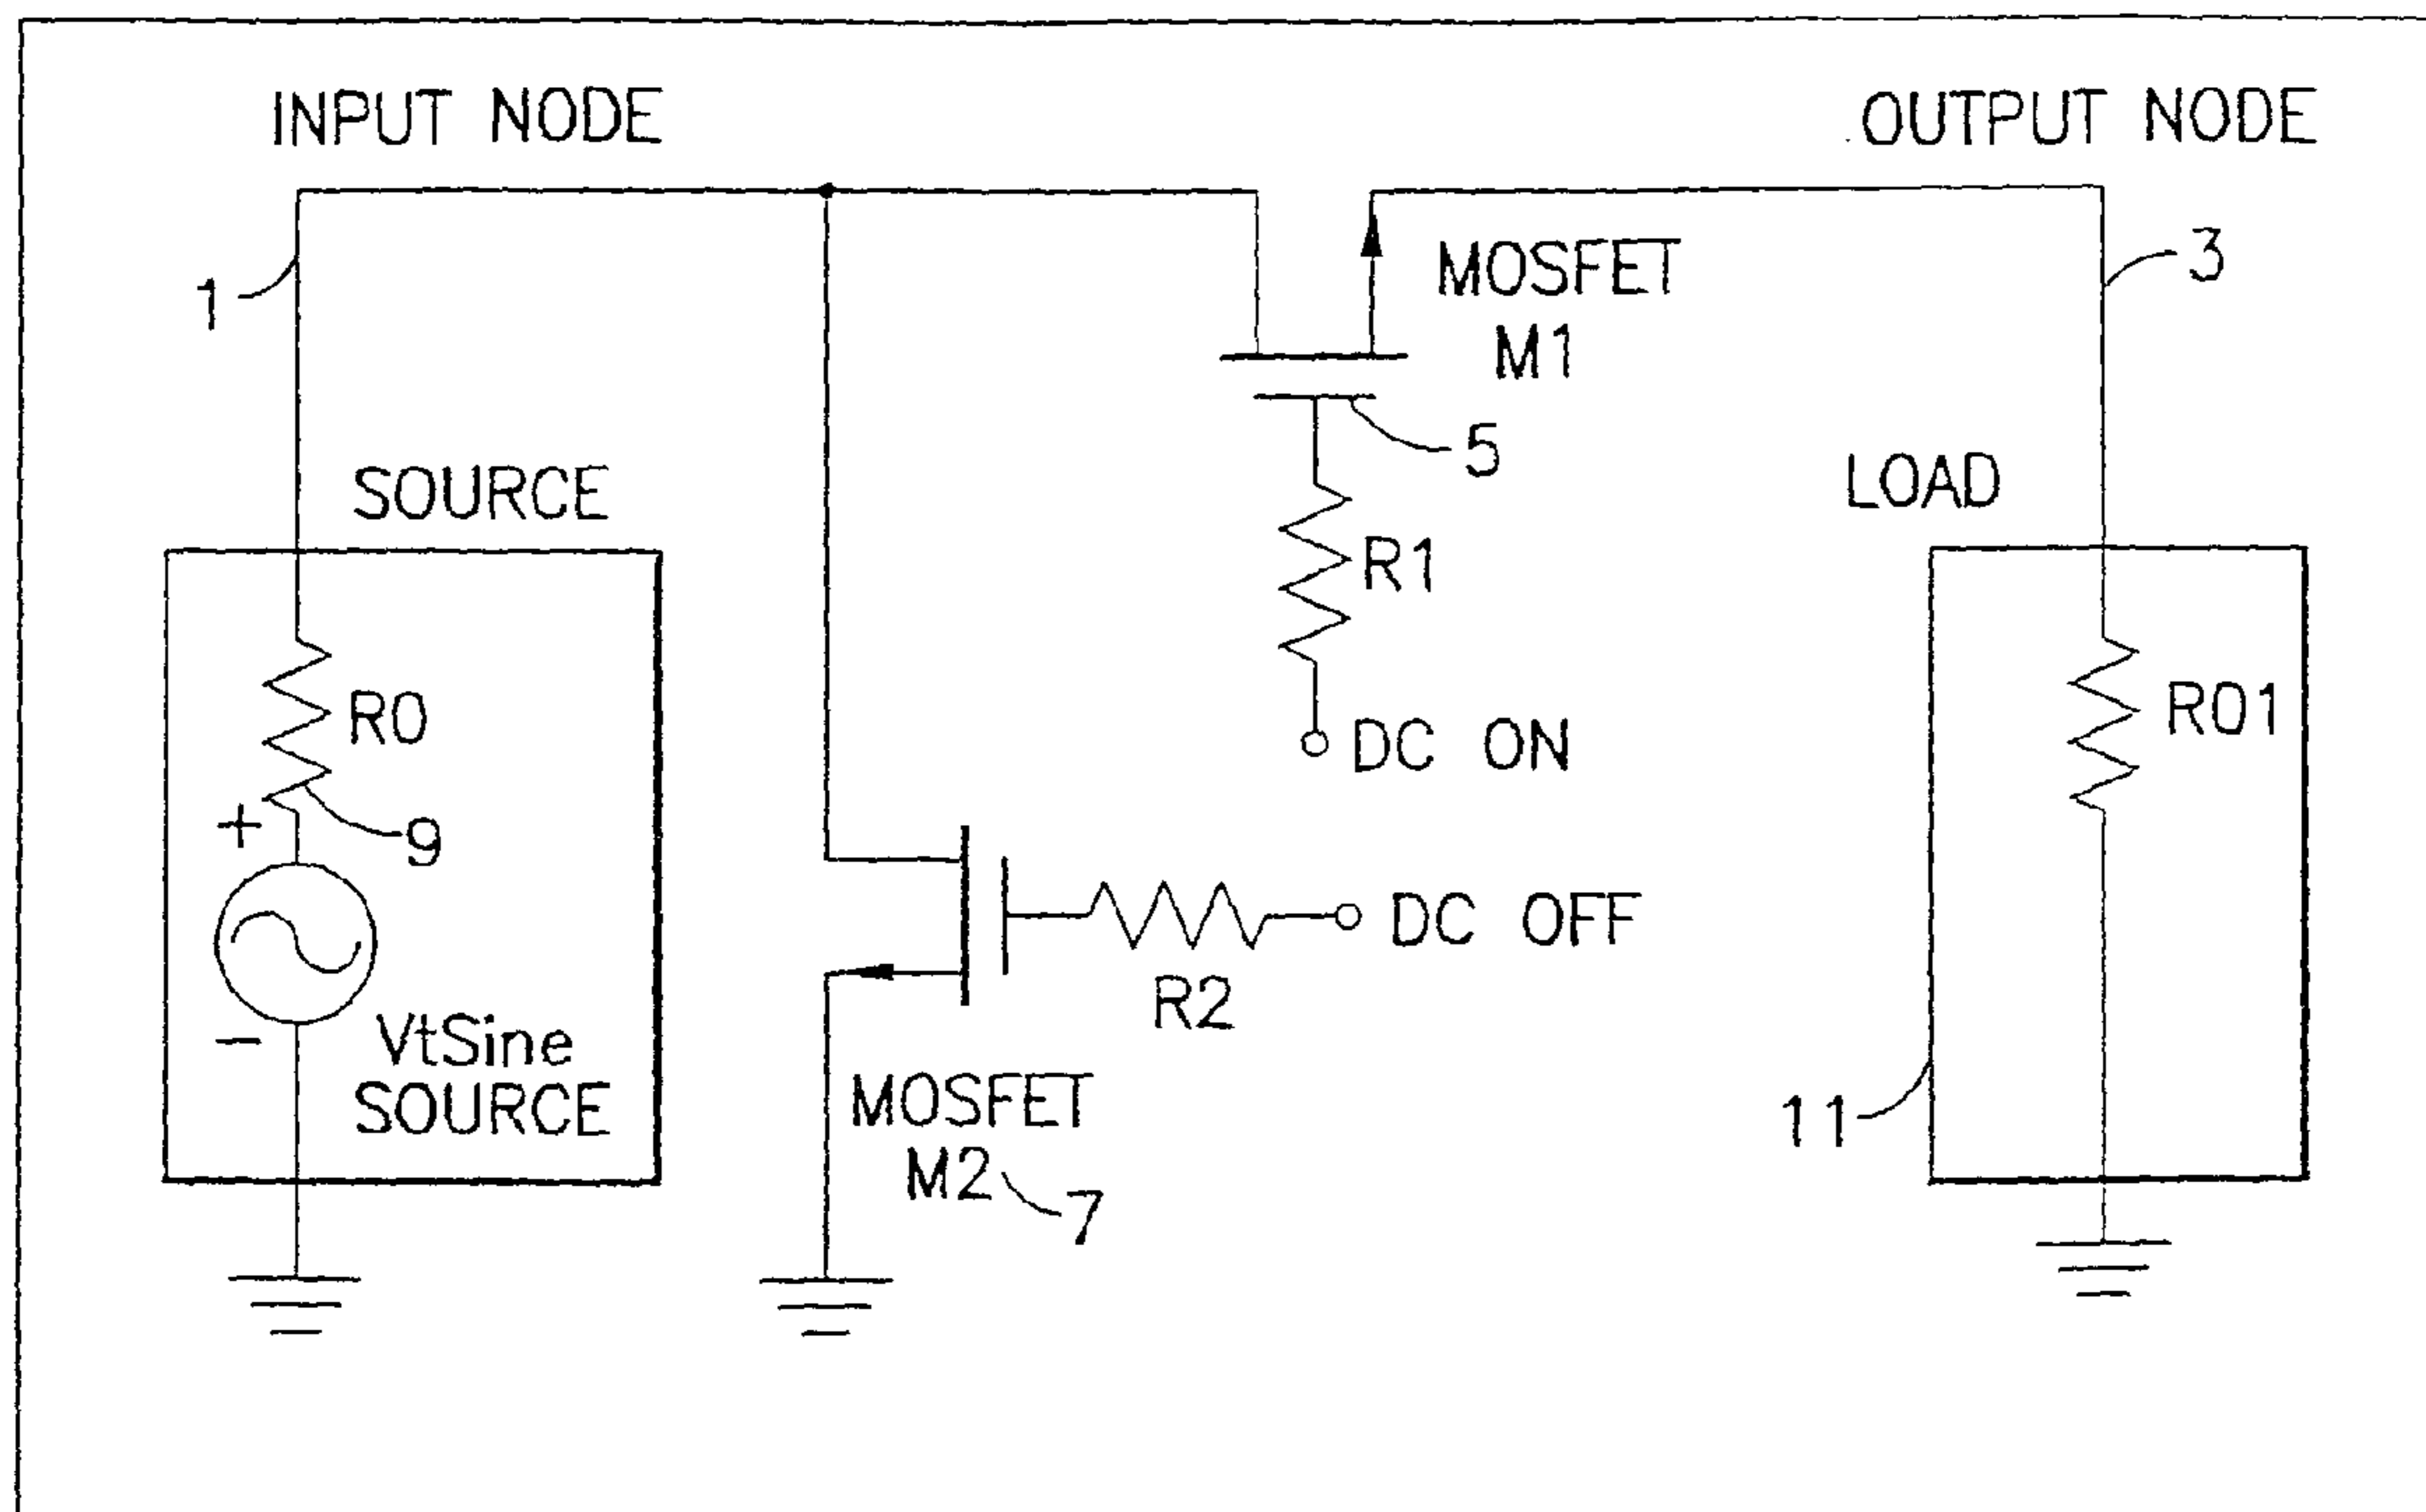 INPUT NODE
OUTPUT NODE
1
MOSFET
M1
3
5
SOURCE
LOAD
R1
R0
R01
DC ON
+
9
DC OFF
R2
-
VtSine
SOURCE
MOSFET
M2
7
11